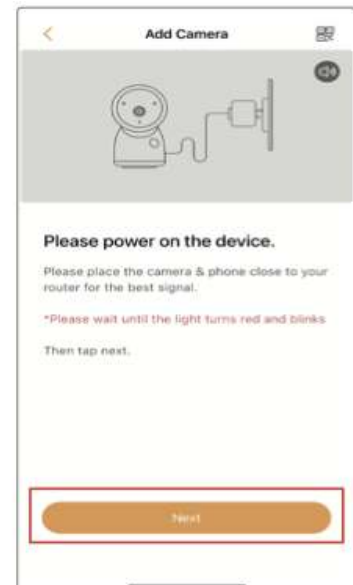 Add Camera
Please power on the device.
Please place the camera & phone close to your
router for the best signal.
*Please wait until the light turns red and blinks
Then tap next.
Next